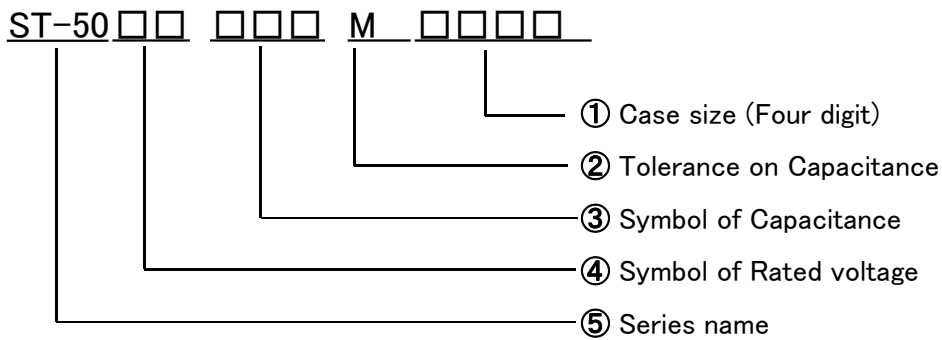 ST-50□□ □□□ M □□□□
① Case size (Four digit)
② Tolerance on Capacitance
③ Symbol of Capacitance
④ Symbol of Rated voltage
⑤ Series name